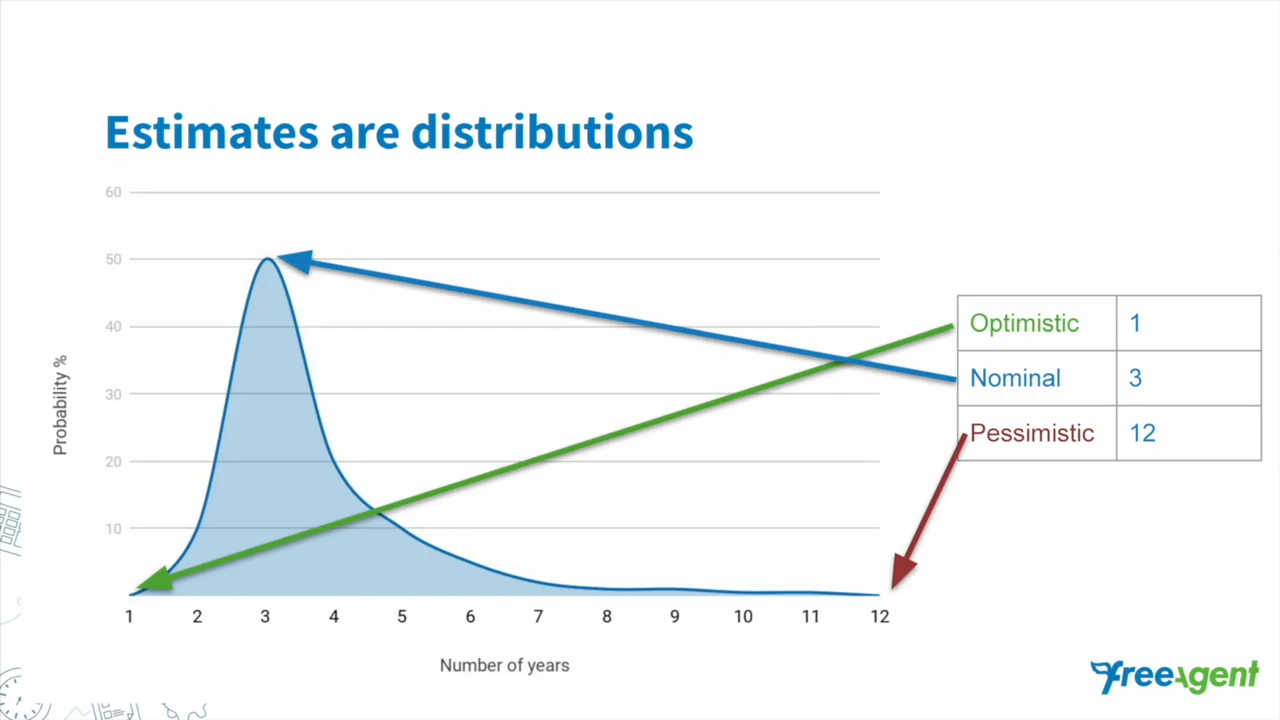 Estimates are distributions
60
50
40
30
20
10
Probability %
1 2 3 4 5 6 7 8 9 10 11 12
Number of years
Optimistic 1
Nominal 3
Pessimistic 12
freeagent